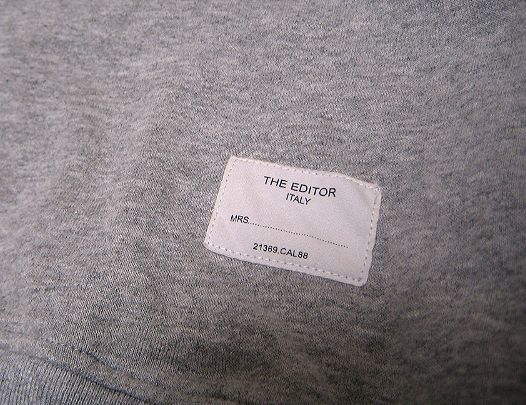 THE EDITOR
ITALY
MRS................................
21369.CAL88